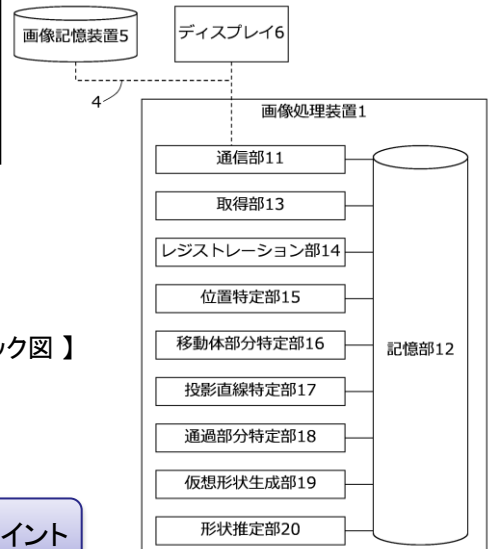 画像記憶装置5
ディスプレイ6
4
画像処理装置1
通信部11
取得部13
レジストレーション部14
位置特定部15
移動体部分特定部16
記憶部12
投影直線特定部17
通過部分特定部18
仮想形状生成部19
形状推定部20
ック図 】
イント